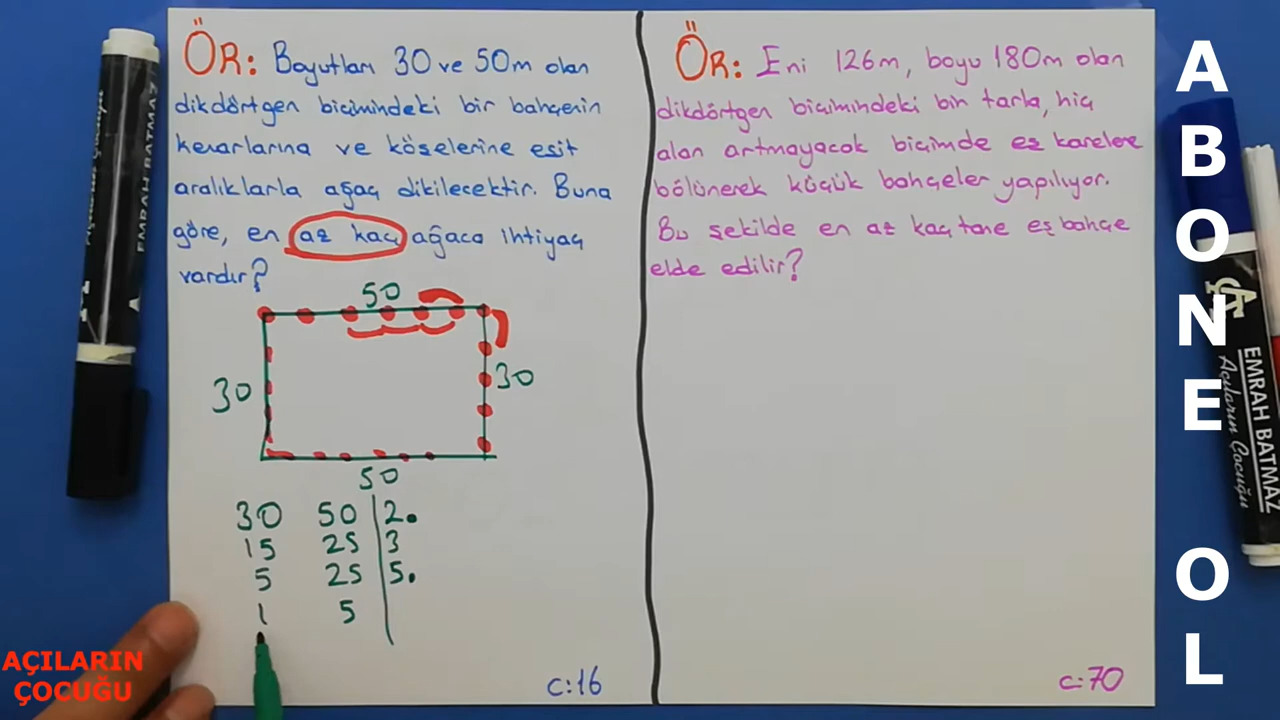 ÖR: Boyutları 30 ve 50m olan
dikdörtgen biçimindeki bir bahçenin
kenarlarına ve köşelerine eşit
aralıklarla ağaç dikilecektir. Buna
göre, en az kaç ağaca ihtiyaç
vardır?
50
30
30
50
30 50 2.
15 25 3
5 25 5.
1 5
c:16
ÖR: Eni 126m, boyu 180m olan
dikdörtgen biçimindeki bir tarla, hiç
alan artmayacak biçimde eş karelere
bölünerek küçük bahçeler yapılıyor.
Bu şekilde en az kaç tane eş bahçe
elde edilir?
c:70
ABONE OL
AÇILARIN
ÇOCUĞU
EMRAH BATMAZ
EMRAH BATMAZ
Açıların Çocuğu